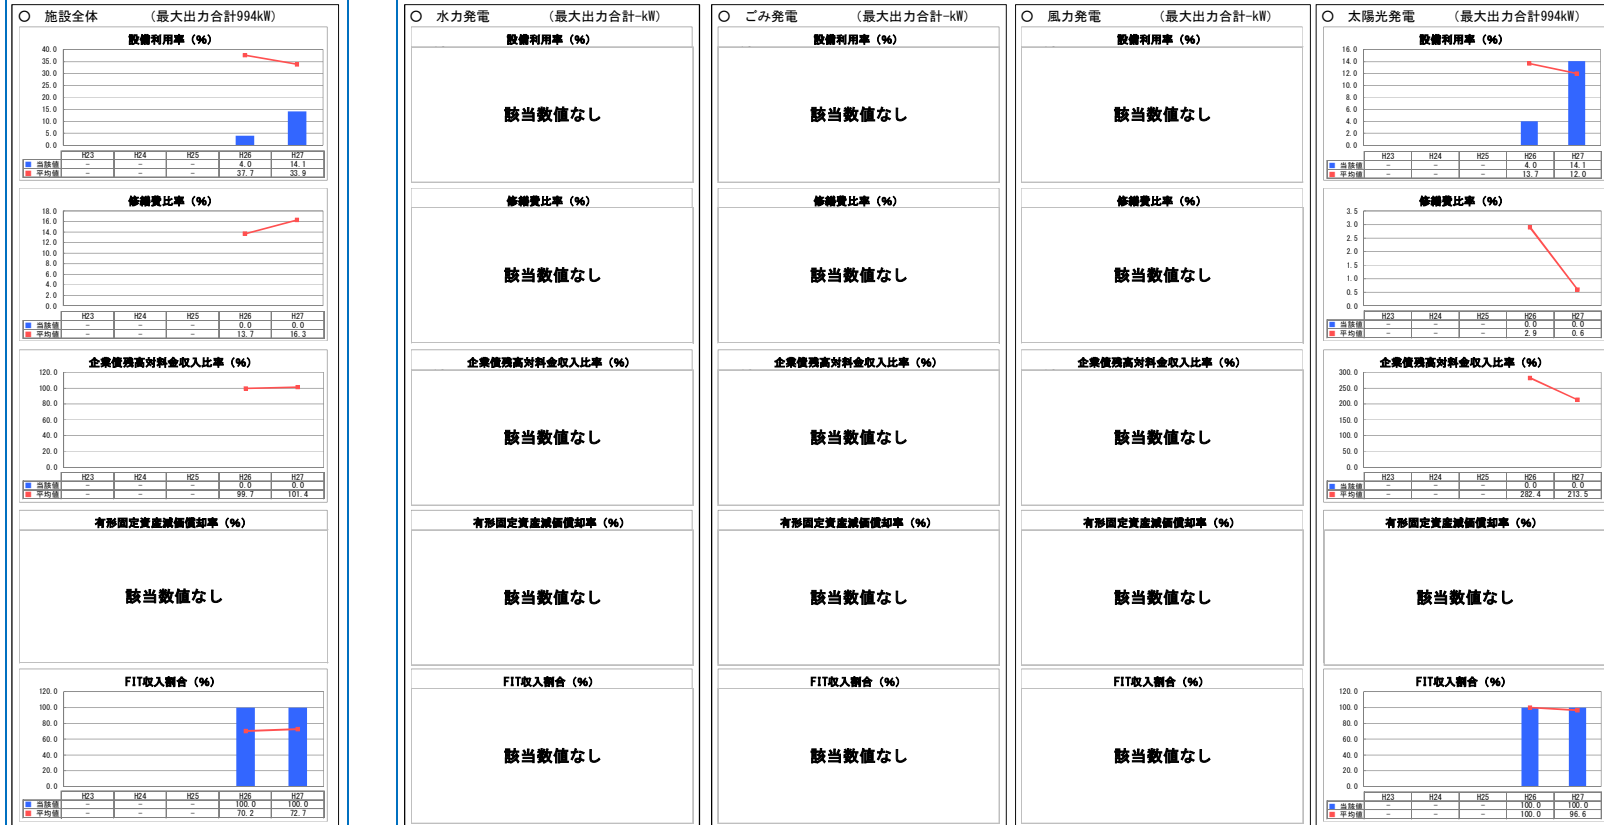 ○ 施設全体 （最大出力合計994kW）
設備利用率（%）
40.0
35.0
30.0
25.0
20.0
15.0
10.0
5.0
0.0
H23 H24 H25 H26 H27
当該値 － － － 4.0 14.1
平均値 － － － 37.7 33.9
修繕費比率（%）
18.0
16.0
14.0
12.0
10.0
8.0
6.0
4.0
2.0
0.0
H23 H24 H25 H26 H27
当該値 － － － 0.0 0.0
平均値 － － － 13.7 16.3
企業債残高対料金収入比率（%）
120.0
100.0
80.0
60.0
40.0
20.0
0.0
H23 H24 H25 H26 H27
当該値 － － － 0.0 0.0
平均値 － － － 99.7 101.4
有形固定資産減価償却率（%）
該当数値なし
FIT収入割合（%）
120.0
100.0
80.0
60.0
40.0
20.0
0.0
H23 H24 H25 H26 H27
当該値 － － － 100.0 100.0
平均値 － － － 70.2 72.7
○ 水力発電 （最大出力合計-kW）
設備利用率（%）
該当数値なし
修繕費比率（%）
該当数値なし
企業債残高対料金収入比率（%）
該当数値なし
有形固定資産減価償却率（%）
該当数値なし
FIT収入割合（%）
該当数値なし
○ ごみ発電 （最大出力合計-kW）
設備利用率（%）
該当数値なし
修繕費比率（%）
該当数値なし
企業債残高対料金収入比率（%）
該当数値なし
有形固定資産減価償却率（%）
該当数値なし
FIT収入割合（%）
該当数値なし
○ 風力発電 （最大出力合計-kW）
設備利用率（%）
該当数値なし
修繕費比率（%）
該当数値なし
企業債残高対料金収入比率（%）
該当数値なし
有形固定資産減価償却率（%）
該当数値なし
FIT収入割合（%）
該当数値なし
○ 太陽光発電 （最大出力合計994kW）
設備利用率（%）
16.0
14.0
12.0
10.0
8.0
6.0
4.0
2.0
0.0
H23 H24 H25 H26 H27
当該値 － － － 4.0 14.1
平均値 － － － 13.7 12.0
修繕費比率（%）
3.5
3.0
2.5
2.0
1.5
1.0
0.5
0.0
H23 H24 H25 H26 H27
当該値 － － － 0.0 0.0
平均値 － － － 2.9 0.6
企業債残高対料金収入比率（%）
300.0
250.0
200.0
150.0
100.0
50.0
0.0
H23 H24 H25 H26 H27
当該値 － － － 0.0 0.0
平均値 － － － 282.4 213.5
有形固定資産減価償却率（%）
該当数値なし
FIT収入割合（%）
120.0
100.0
80.0
60.0
40.0
20.0
0.0
H23 H24 H25 H26 H27
当該値 － － － 100.0 100.0
平均値 － － － 100.0 96.6